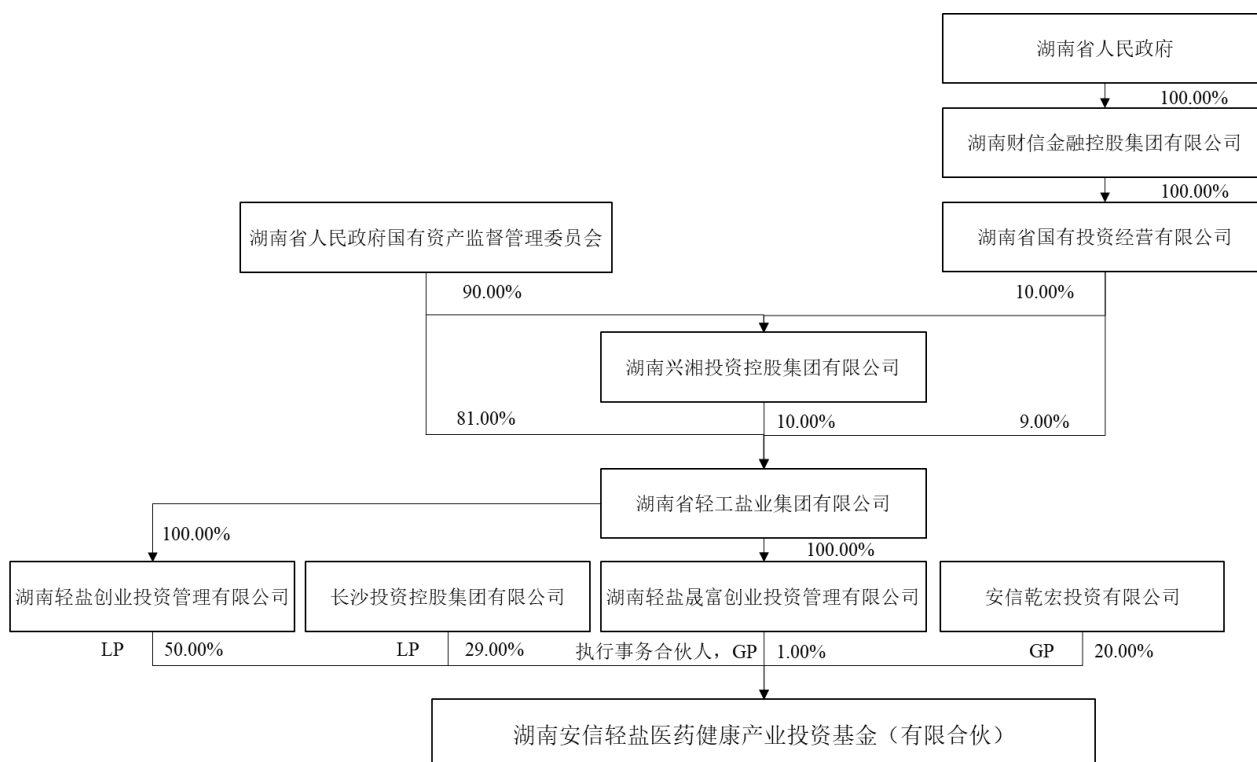 湖南省人民政府
100.00%
湖南财信金融控股集团有限公司
100.00%
湖南省人民政府国有资产监督管理委员会
湖南省国有投资经营有限公司
90.00%
10.00%
湖南兴湘投资控股集团有限公司
81.00%
10.00%
9.00%
湖南省轻工盐业集团有限公司
100.00%
100.00%
湖南轻盐创业投资管理有限公司
长沙投资控股集团有限公司
湖南轻盐晟富创业投资管理有限公司
安信乾宏投资有限公司
LP
50.00%
LP
29.00%
执行事务合伙人，GP
1.00%
GP
20.00%
湖南安信轻盐医药健康产业投资基金（有限合伙）